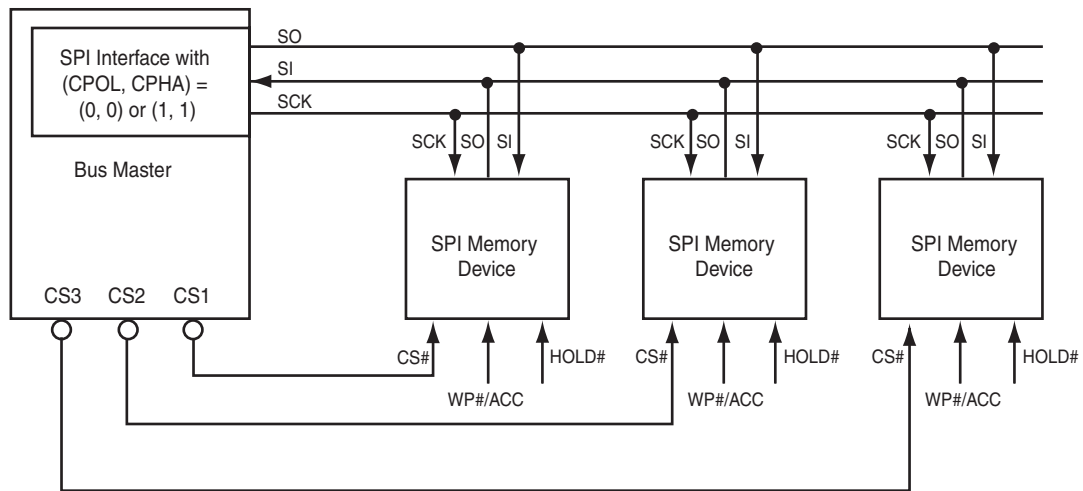 SPI Interface with
(CPOL, CPHA) =
(0, 0) or (1, 1)
Bus Master
SO
SI
SCK
SCK SO SI
SCK SO SI
SCK SO SI
SPI Memory
Device
SPI Memory
Device
SPI Memory
Device
CS3 CS2 CS1
CS#
WP#/ACC
HOLD#
CS#
WP#/ACC
HOLD#
CS#
WP#/ACC
HOLD#